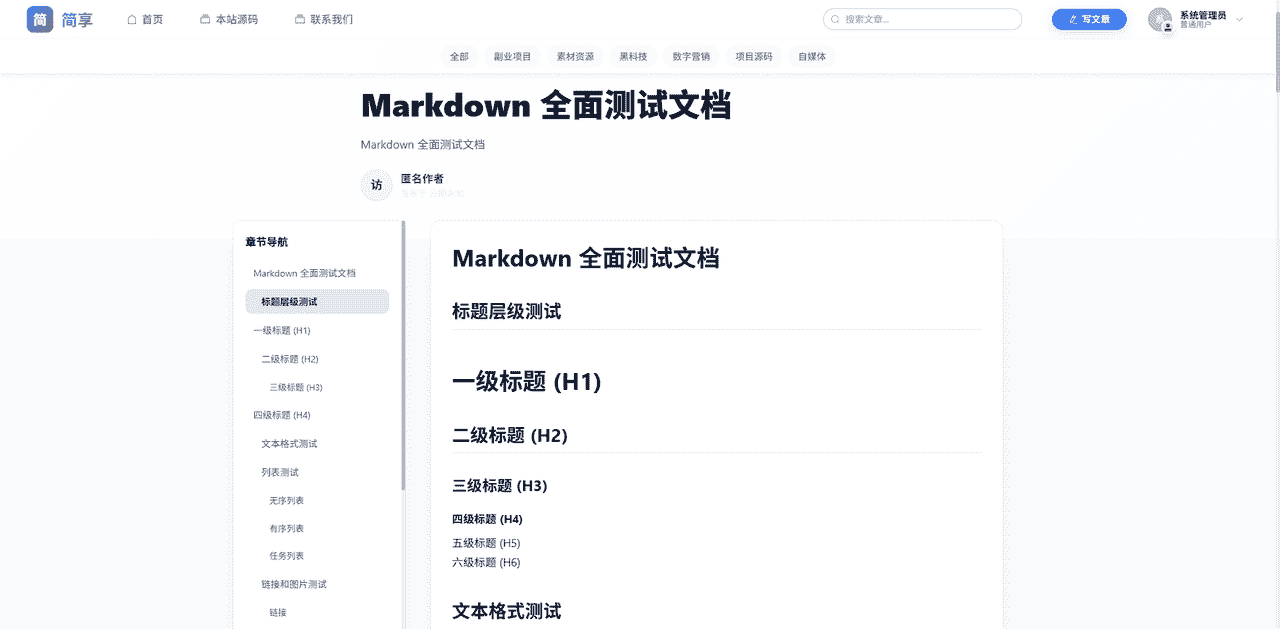 简 简享 首页 本站源码 联系我们 搜索文章... 写文章 系统管理员
普通用户
全部 副业项目 素材资源 黑科技 数字营销 项目源码 自媒体
Markdown 全面测试文档
Markdown 全面测试文档
访 匿名作者
章节导航
Markdown 全面测试文档
标题层级测试
一级标题 (H1)
二级标题 (H2)
三级标题 (H3)
四级标题 (H4)
文本格式测试
列表测试
无序列表
有序列表
任务列表
链接和图片测试
链接
Markdown 全面测试文档
标题层级测试
一级标题 (H1)
二级标题 (H2)
三级标题 (H3)
四级标题 (H4)
五级标题 (H5)
六级标题 (H6)
文本格式测试